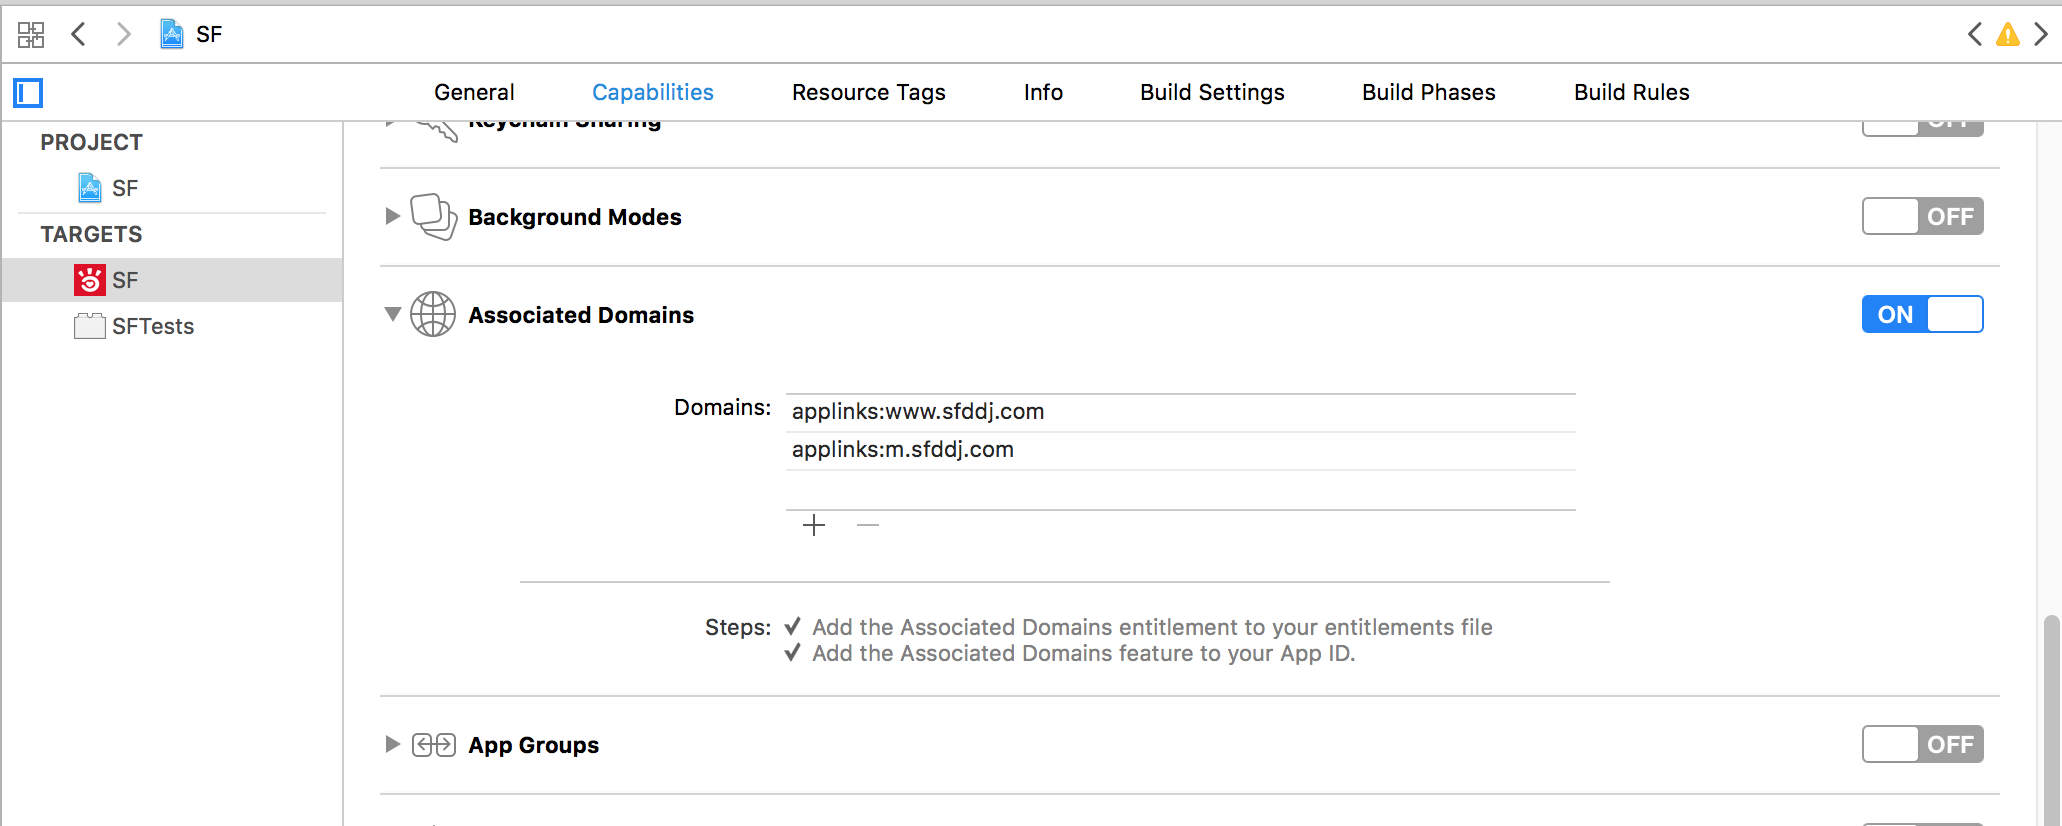 SF
General Capabilities Resource Tags Info Build Settings Build Phases Build Rules
PROJECT
SF
TARGETS
SF
SFTests
Keychain Sharing OFF
Background Modes OFF
Associated Domains ON
Domains: applinks:www.sfddj.com
applinks:m.sfddj.com
Steps: ✓ Add the Associated Domains entitlement to your entitlements file
✓ Add the Associated Domains feature to your App ID.
App Groups OFF